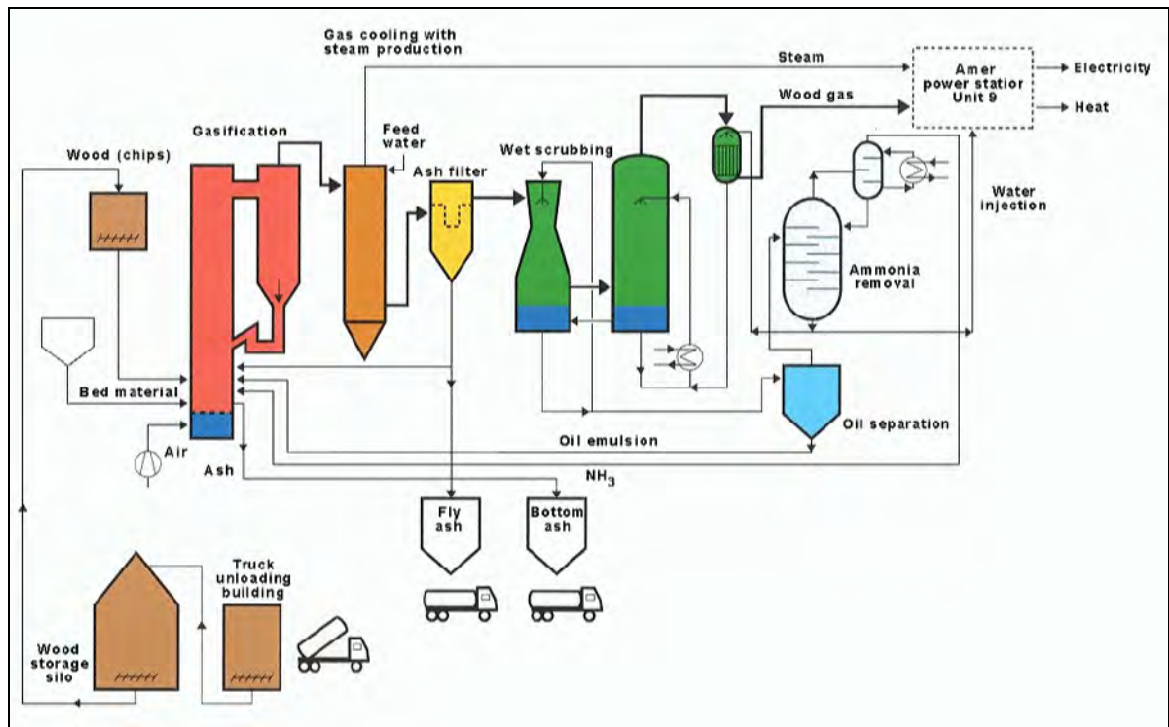 Gas cooling with
steam production
Steam
Amer
power statior
Unit 9
Electricity
Wood gas
Heat
Gasification
Feed
water
Wood (chips)
Ash filter
Wet scrubbing
Water
injection
Ammonia
removal
Bed material
Oil separation
Air
Oil emulsion
Ash
NH3
Fly
ash
Bottom
ash
Truck
unloading
building
Wood
storage
silo